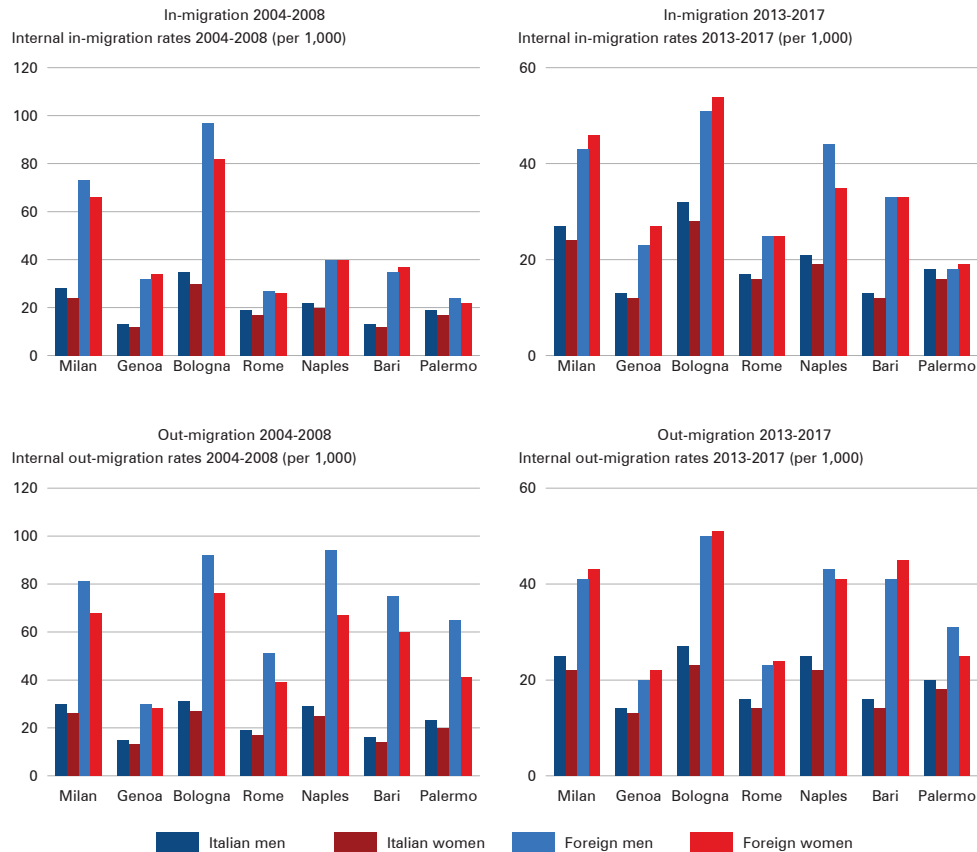 In-migration 2004-2008
Internal in-migration rates 2004-2008 (per 1,000)
120
100
80
60
40
20
0
Milan Genoa Bologna Rome Naples Bari Palermo
In-migration 2013-2017
Internal in-migration rates 2013-2017 (per 1,000)
60
40
20
0
Milan Genoa Bologna Rome Naples Bari Palermo
Out-migration 2004-2008
Internal out-migration rates 2004-2008 (per 1,000)
120
100
80
60
40
20
0
Milan Genoa Bologna Rome Naples Bari Palermo
Out-migration 2013-2017
Internal out-migration rates 2013-2017 (per 1,000)
60
40
20
0
Milan Genoa Bologna Rome Naples Bari Palermo
Italian men Italian women Foreign men Foreign women